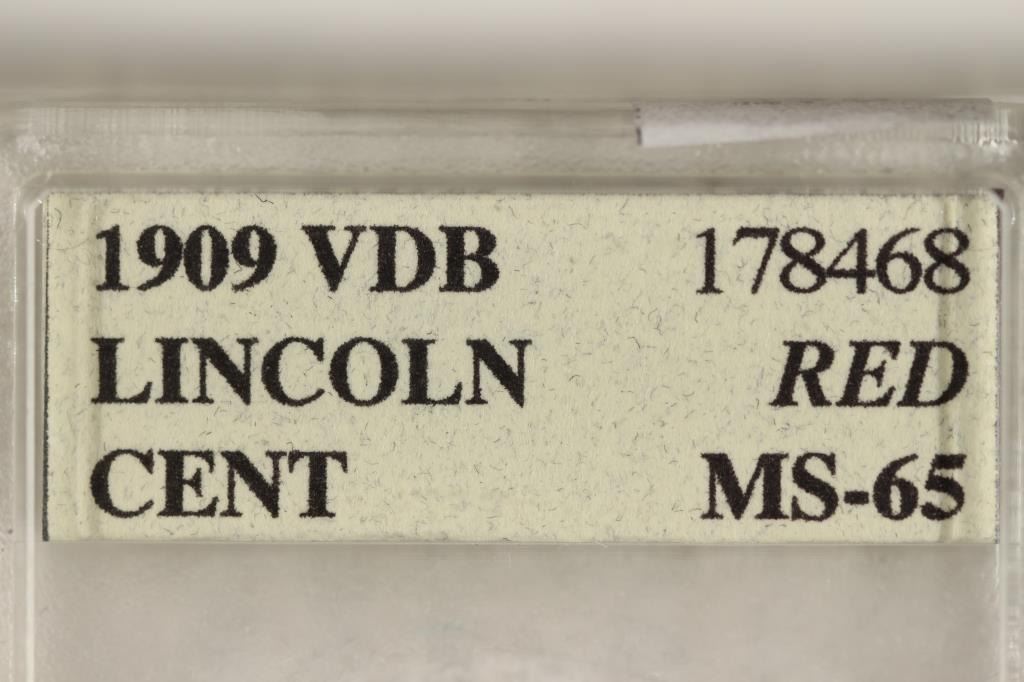 1909 VDB 178468
LINCOLN RED
CENT MS-65